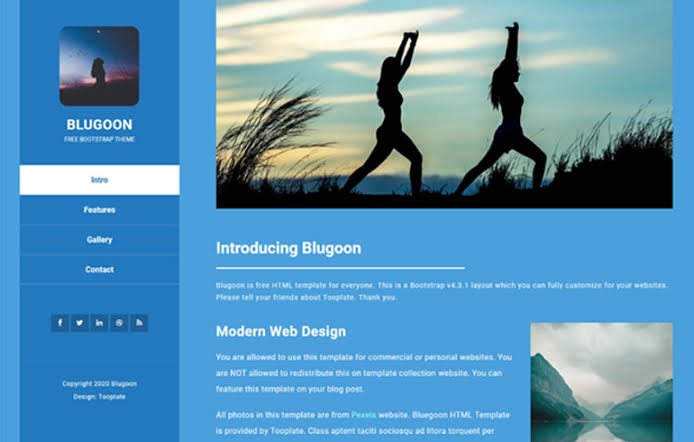 BLUGOON
FREE BOOTSTRAP THEME
Intro
Features
Gallery
Contact
Copyright 2020 Blugoon
Design: Tooplate
Introducing Blugoon
Blugoon is free HTML template for everyone. This is a Bootstrap v4.3.1 layout which you can fully customize for your websites.
Please tell your friends about Tooplate. Thank you.
Modern Web Design
You are allowed to use this template for commercial or personal websites. You
are NOT allowed to redistribute this on template collection website. You can
feature this template on your blog post.
All photos in this template are from Pexels website. Bluegoon HTML Template
is provided by Tooplate. Class aptent taciti sociosqu ad litora torquent per